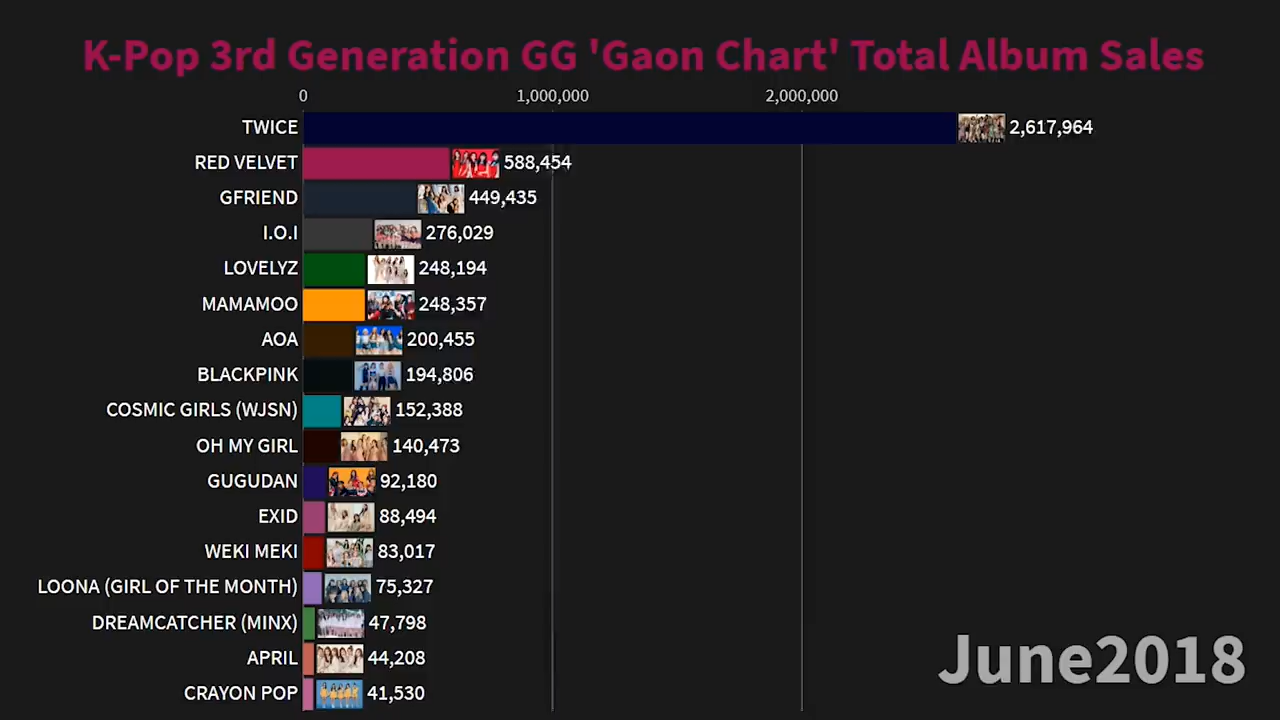 K-Pop 3rd Generation GG 'Gaon Chart' Total Album Sales
0 1,000,000 2,000,000
TWICE 2,617,964
RED VELVET 588,454
GFRIEND 449,435
I.O.I 276,029
LOVELYZ 248,194
MAMAMOO 248,357
AOA 200,455
BLACKPINK 194,806
COSMIC GIRLS (WJSN) 152,388
OH MY GIRL 140,473
GUGUDAN 92,180
EXID 88,494
WEKI MEKI 83,017
LOONA (GIRL OF THE MONTH) 75,327
DREAMCATCHER (MINX) 47,798
APRIL 44,208
CRAYON POP 41,530
June2018